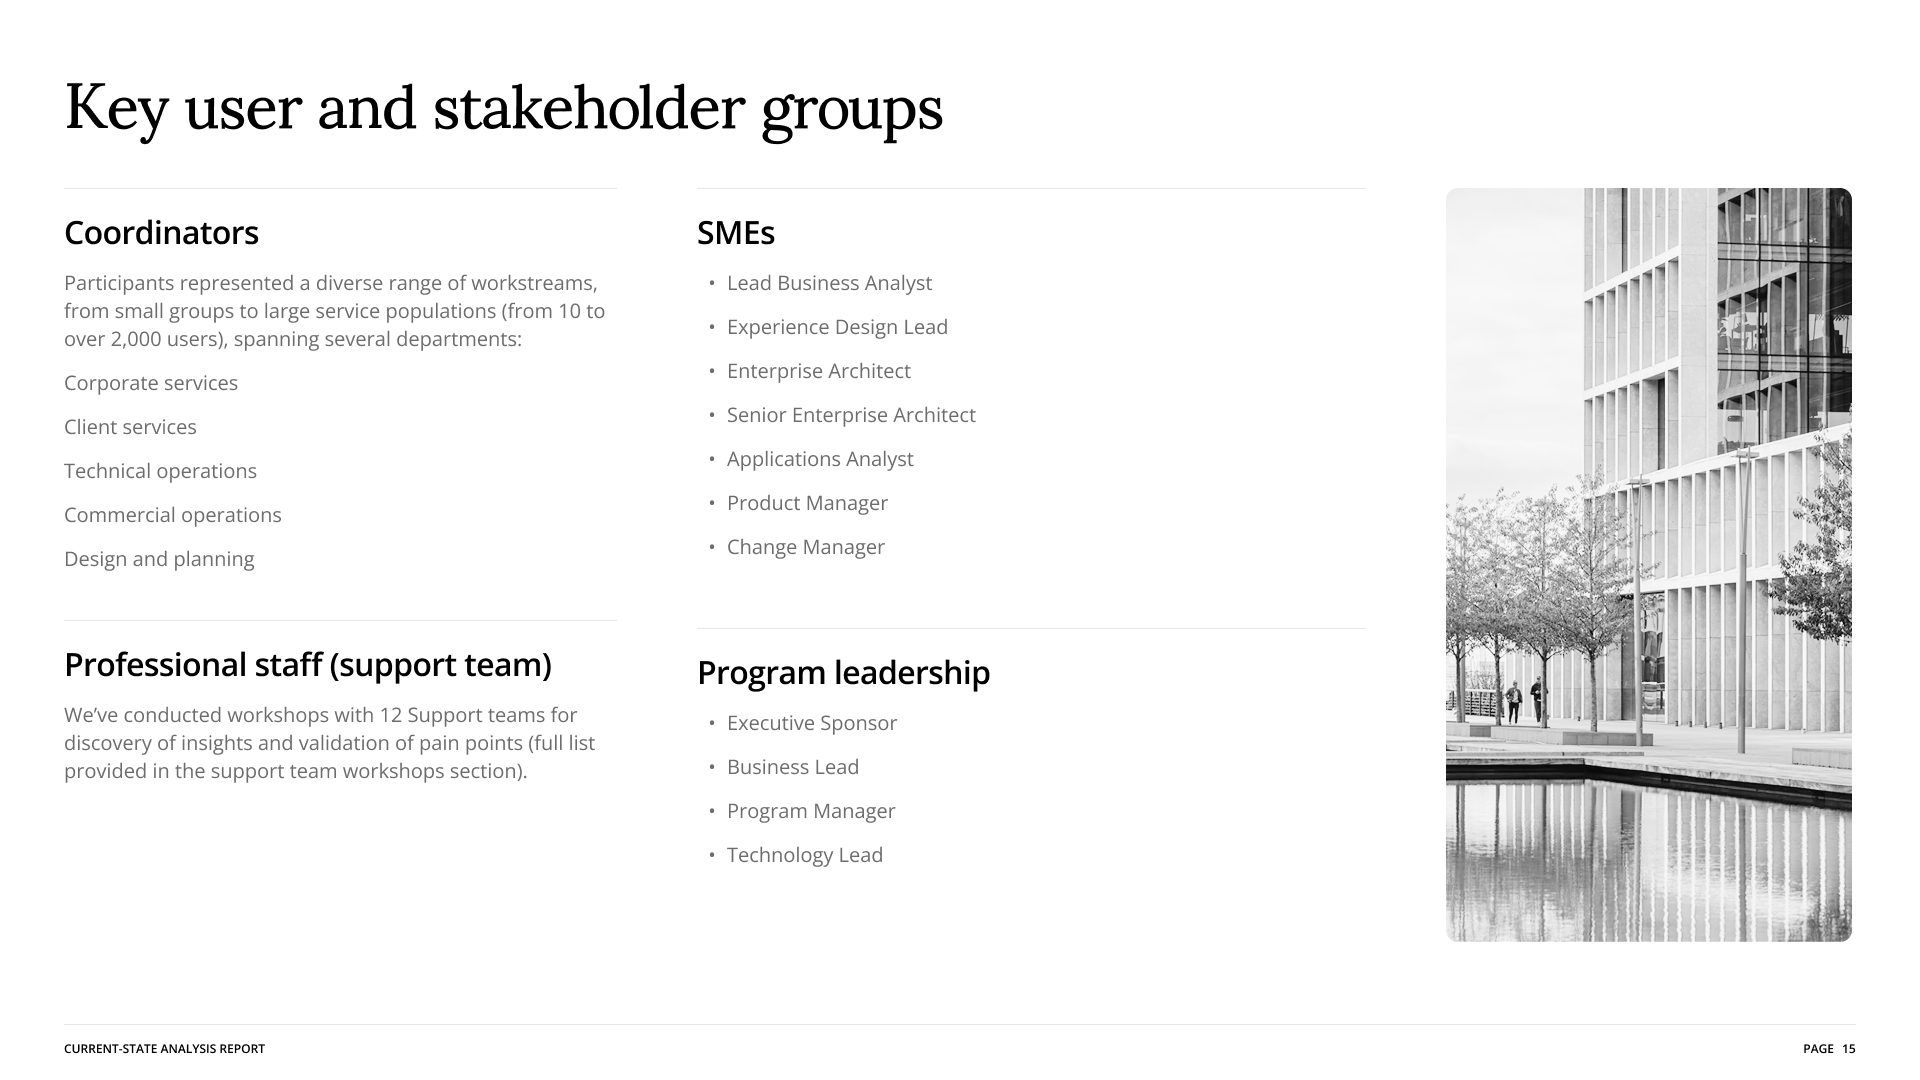 Key user and stakeholder groups
Coordinators
Participants represented a diverse range of workstreams,
from small groups to large service populations (from 10 to
over 2,000 users), spanning several departments:
Corporate services
Client services
Technical operations
Commercial operations
Design and planning
Professional staff (support team)
We’ve conducted workshops with 12 Support teams for
discovery of insights and validation of pain points (full list
provided in the support team workshops section).
SMEs
• Lead Business Analyst
• Experience Design Lead
• Enterprise Architect
• Senior Enterprise Architect
• Applications Analyst
• Product Manager
• Change Manager
Program leadership
• Executive Sponsor
• Business Lead
• Program Manager
• Technology Lead
CURRENT-STATE ANALYSIS REPORT
PAGE 15